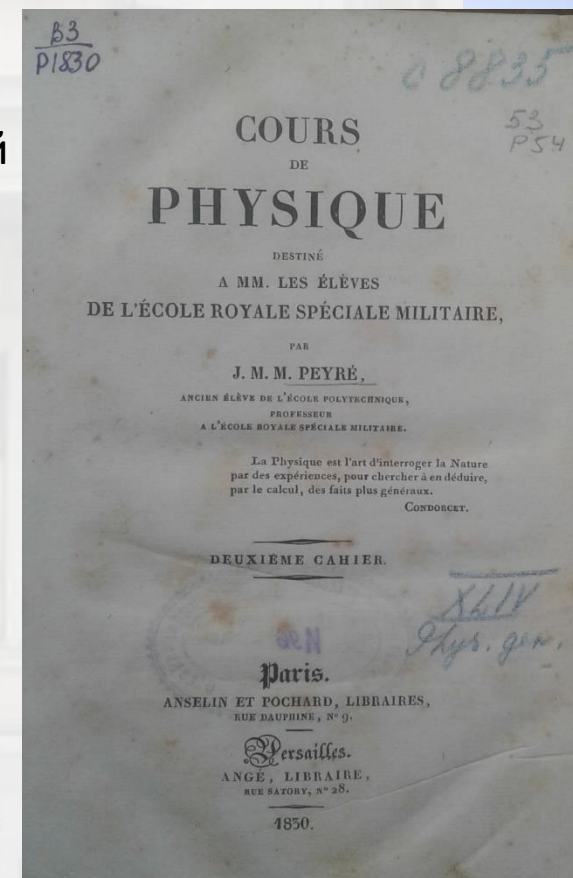 й
B3
P1830
C 8835
53
P54
COURS
DE
PHYSIQUE
DESTINÉ
A MM. LES ÉLÈVES
DE L'ÉCOLE ROYALE SPÉCIALE MILITAIRE,
PAR
J. M. M. PEYRÉ,
ANCIEN ÉLÈVE DE L'ÉCOLE POLYTECHNIQUE,
PROFESSEUR
A L'ÉCOLE ROYALE SPÉCIALE MILITAIRE.
La Physique est l'art d'interroger la Nature
par des expériences, pour chercher à en déduire,
par le calcul, des faits plus généraux.
CONDORCET.
DEUXIÈME CAHIER.
XLIV
Phys. gen.
Paris.
ANSELIN ET POCHARD, LIBRAIRES,
RUE DAUPHINE, N° 9.
Versailles.
ANGÉ, LIBRAIRE,
RUE SATORY, N° 28.
1830.